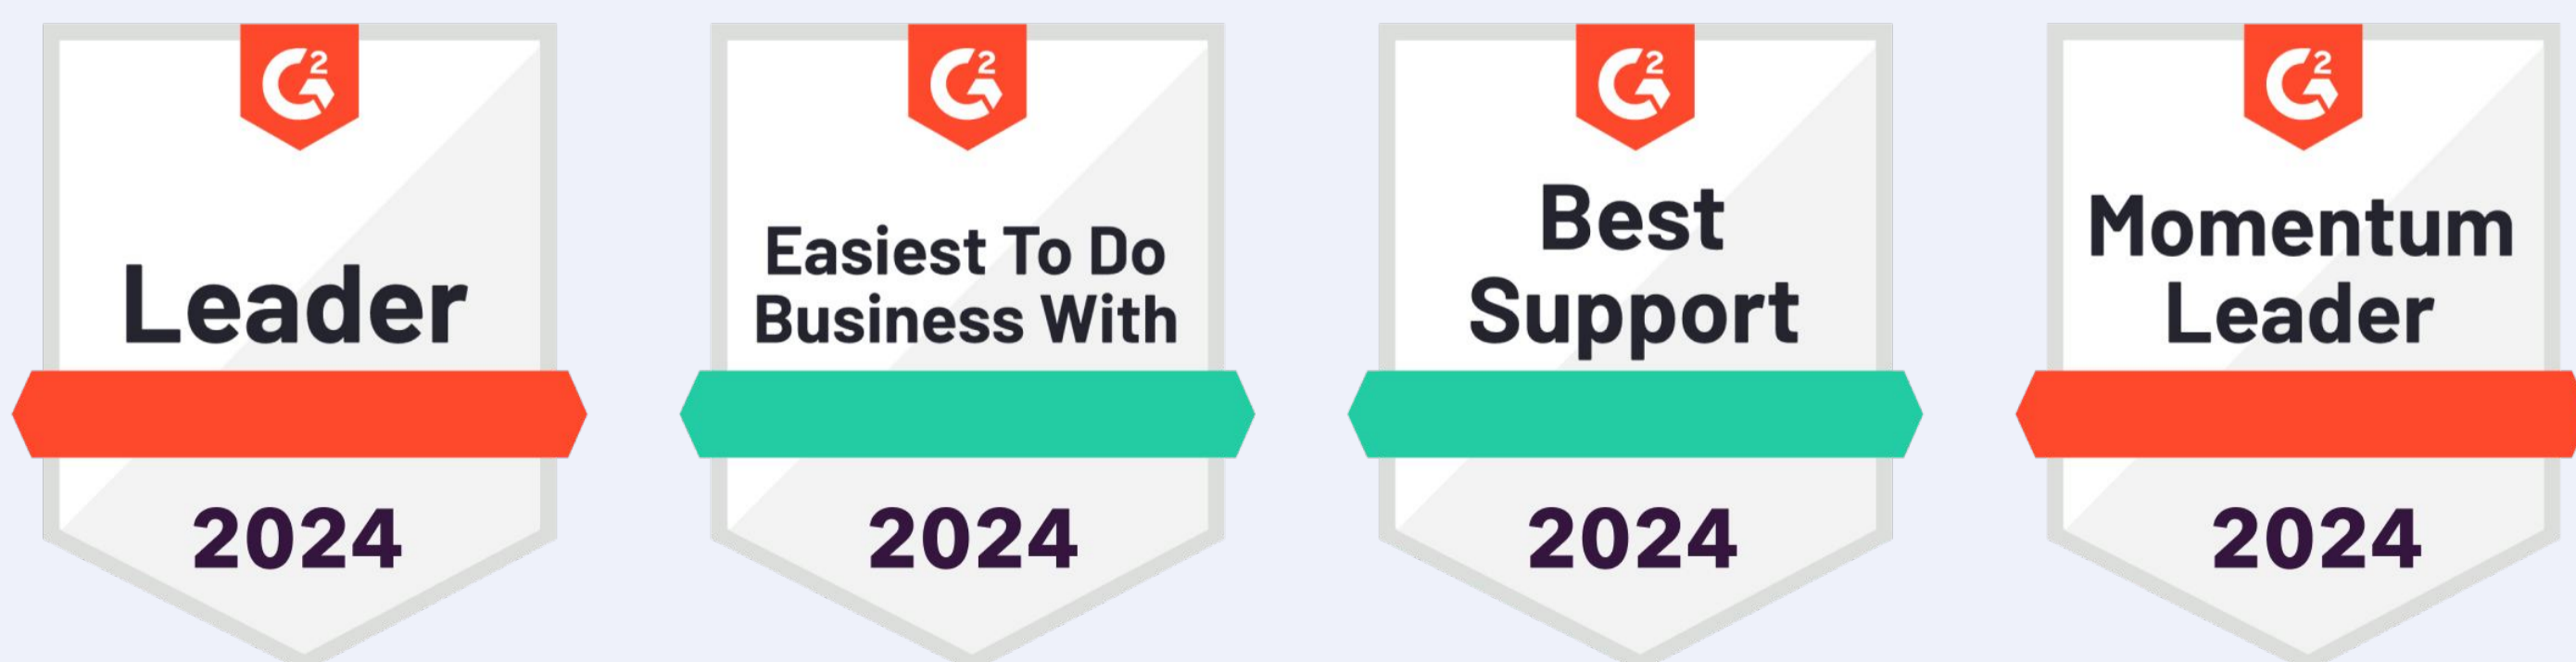 G2
Leader
2024
G2
Easiest To Do
Business With
2024
G2
Best
Support
2024
G2
Momentum
Leader
2024